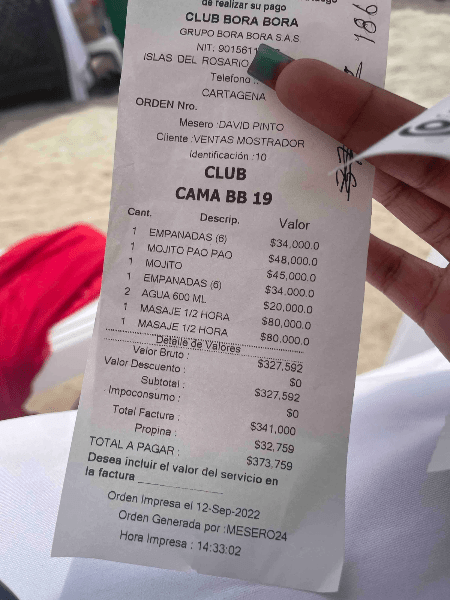 de realizar su pago
CLUB BORA BORA
GRUPO BORA BORA S.A.S
NIT. 9015611
ISLAS DEL ROSARIO
Telefono :
CARTAGENA
ORDEN Nro.
Mesero :DAVID PINTO
Cliente :VENTAS MOSTRADOR
Identificación :10
CLUB
CAMA BB 19
Cant. Descrip. Valor
1 EMPANADAS (6) $34,000.0
1 MOJITO PAO PAO $48,000.0
1 MOJITO $45,000.0
1 EMPANADAS (6) $34,000.0
2 AGUA 600 ML $20,000.0
1 MASAJE 1/2 HORA $80,000.0
1 MASAJE 1/2 HORA $80,000.0
Detalle de Valores
Valor Bruto : $327,592
Valor Descuento : $0
Subtotal : $327,592
Impoconsumo : $0
Total Factura : $341,000
Propina : $32,759
TOTAL A PAGAR : $373,759
Desea incluir el valor del servicio en
la factura
Orden Impresa el 12-Sep-2022
Orden Generada por :MESERO24
Hora Impresa : 14:33:02
186